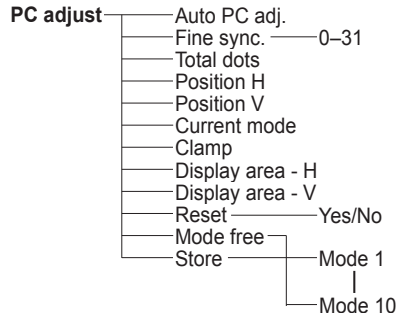 PC adjust Auto PC adj.
Fine sync. 0–31
Total dots
Position H
Position V
Current mode
Clamp
Display area - H
Display area - V
Reset Yes/No
Mode free
Store Mode 1
Mode 10